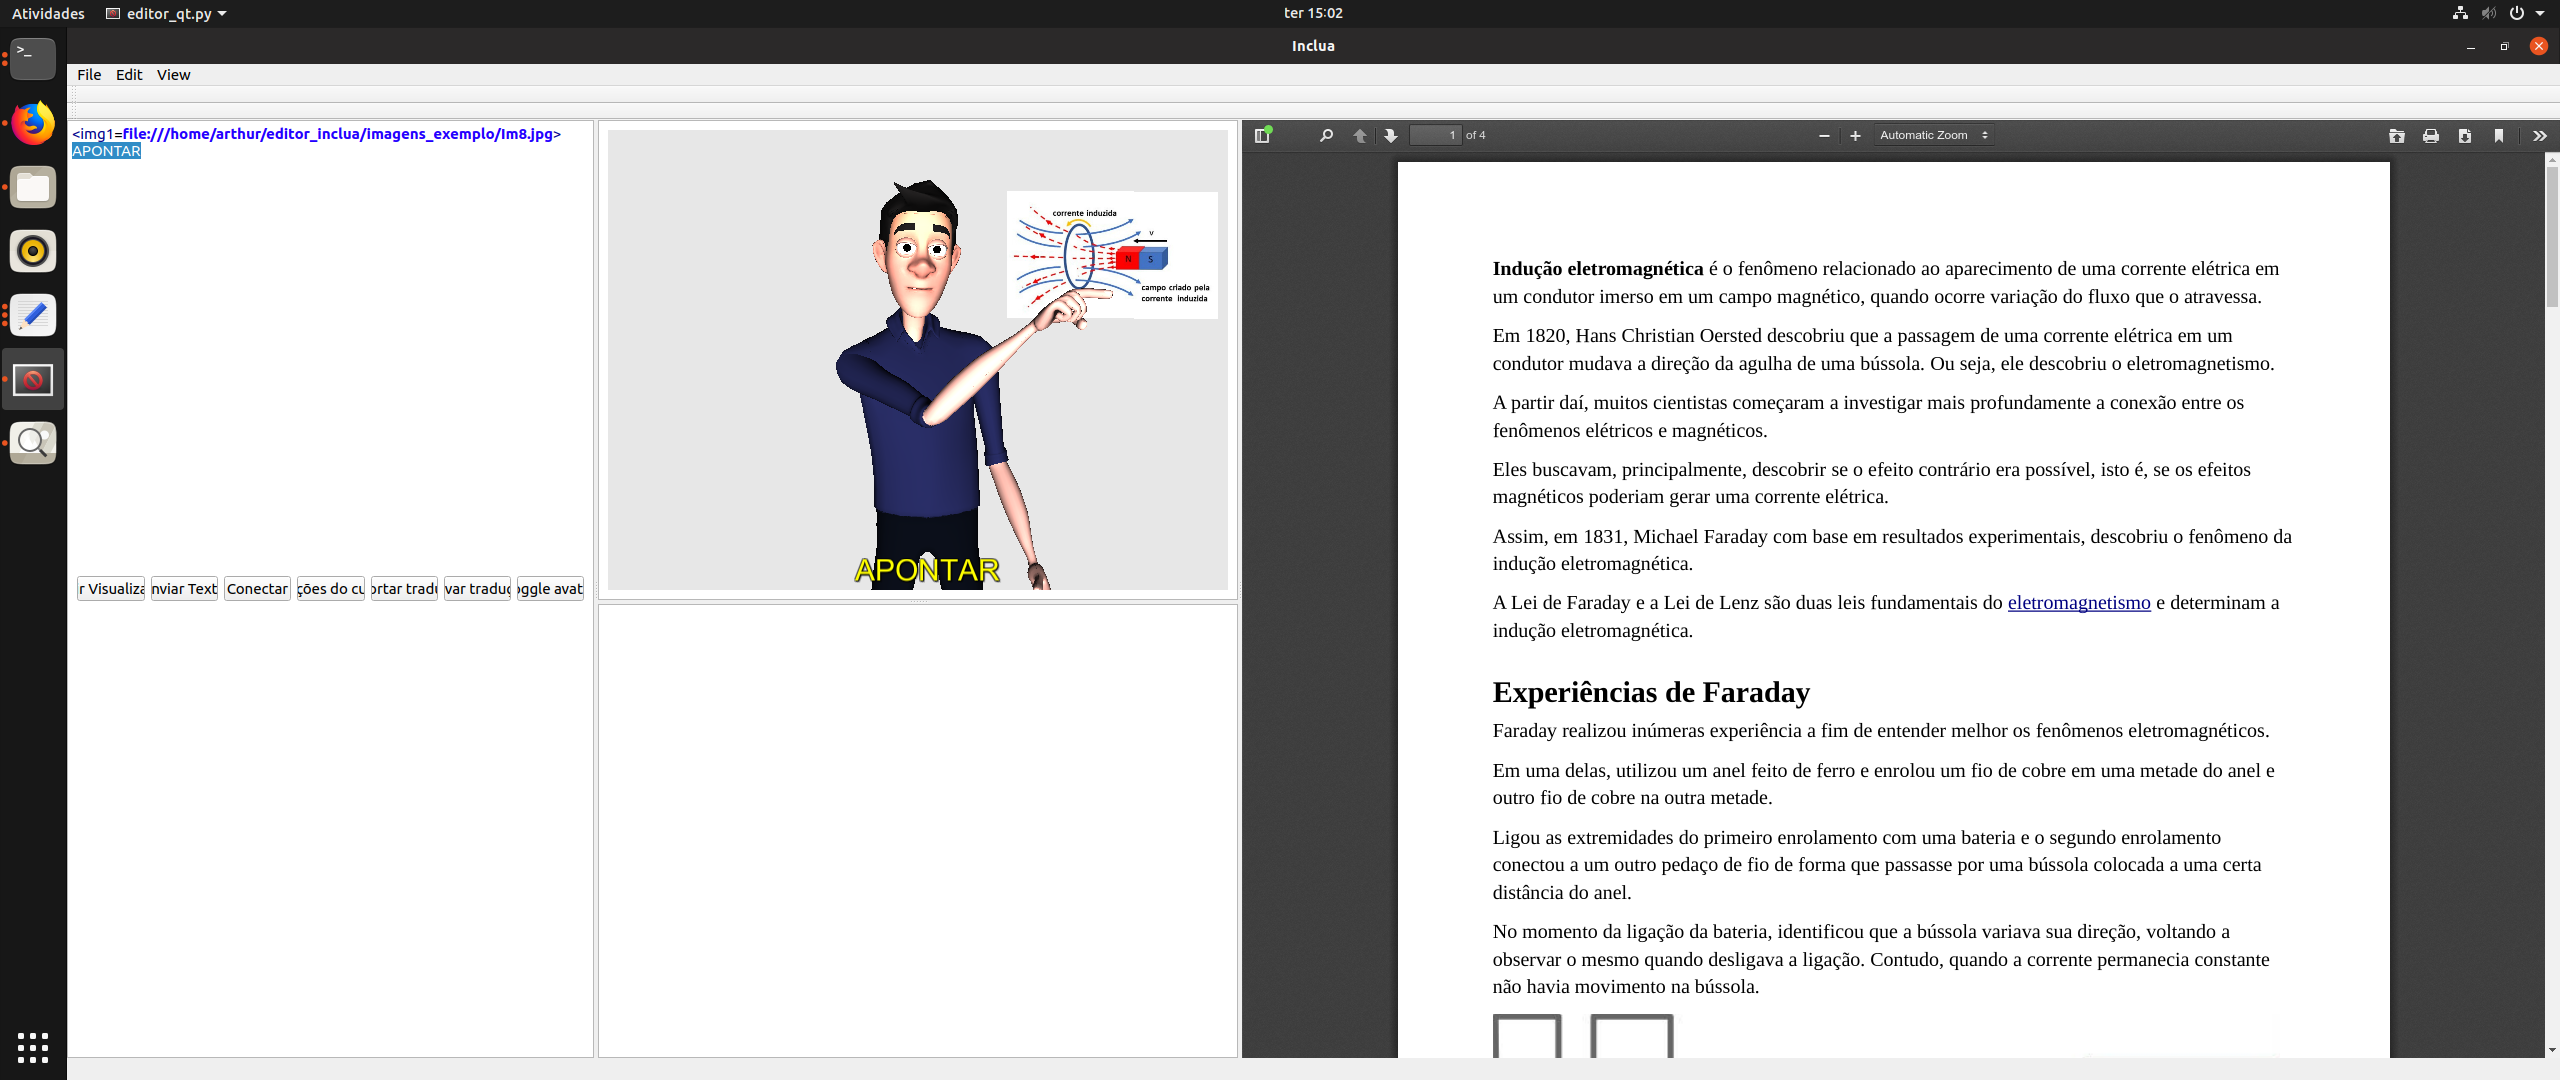 Atividades
editor_qt.py
ter 15:02
Inclua
File Edit View
<img1=file:///home/arthur/editor_inclua/imagens_exemplo/Im8.jpg>
APONTAR
r Visualiza
nviar Text
Conectar
ções do cu
ortar tradu
var traduç
oggle avat
corrente induzida
v
N S
campo criado pela
corrente induzida
APONTAR
1 of 4
Automatic Zoom
Indução eletromagnética é o fenômeno relacionado ao aparecimento de uma corrente elétrica em
um condutor imerso em um campo magnético, quando ocorre variação do fluxo que o atravessa.
Em 1820, Hans Christian Oersted descobriu que a passagem de uma corrente elétrica em um
condutor mudava a direção da agulha de uma bússola. Ou seja, ele descobriu o eletromagnetismo.
A partir daí, muitos cientistas começaram a investigar mais profundamente a conexão entre os
fenômenos elétricos e magnéticos.
Eles buscavam, principalmente, descobrir se o efeito contrário era possível, isto é, se os efeitos
magnéticos poderiam gerar uma corrente elétrica.
Assim, em 1831, Michael Faraday com base em resultados experimentais, descobriu o fenômeno da
indução eletromagnética.
A Lei de Faraday e a Lei de Lenz são duas leis fundamentais do eletromagnetismo e determinam a
indução eletromagnética.
Experiências de Faraday
Faraday realizou inúmeras experiência a fim de entender melhor os fenômenos eletromagnéticos.
Em uma delas, utilizou um anel feito de ferro e enrolou um fio de cobre em uma metade do anel e
outro fio de cobre na outra metade.
Ligou as extremidades do primeiro enrolamento com uma bateria e o segundo enrolamento
conectou a um outro pedaço de fio de forma que passasse por uma bússola colocada a uma certa
distância do anel.
No momento da ligação da bateria, identificou que a bússola variava sua direção, voltando a
observar o mesmo quando desligava a ligação. Contudo, quando a corrente permanecia constante
não havia movimento na bússola.